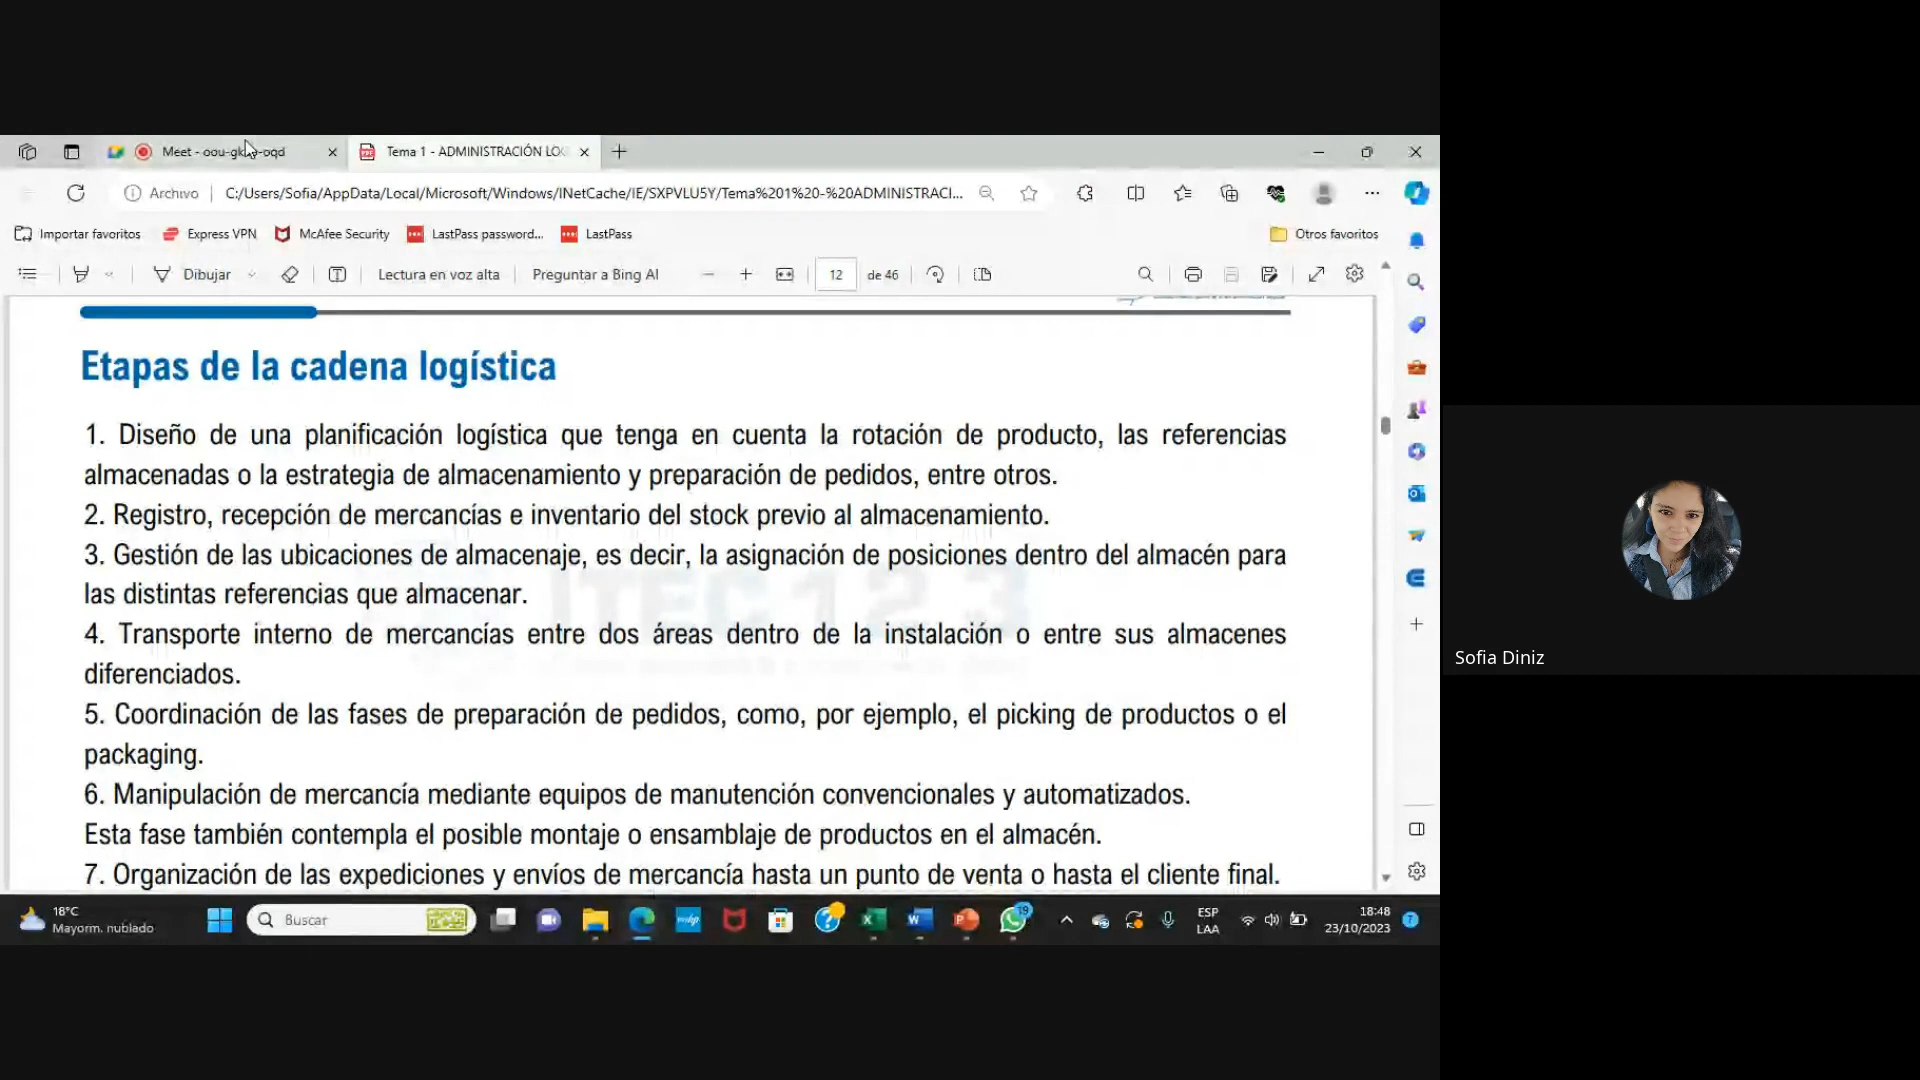 Meet - oou-gk
-oqd
Tema 1 - ADMINISTRACIÓN LO
Archivo
C:/Users/Sofia/AppData/Local/Microsoft/Windows/INetCache/IE/SXPVLU5Y/Tema%201%20-%20ADMINISTRACI...
Importar favoritos
Express VPN
McAfee Security
LastPass password...
LastPass
Otros favoritos
Dibujar
Lectura en voz alta
Preguntar a Bing AI
12
de 46
Etapas de la cadena logística
1. Diseño de una planificación logística que tenga en cuenta la rotación de producto, las referencias
almacenadas o la estrategia de almacenamiento y preparación de pedidos, entre otros.
2. Registro, recepción de mercancías e inventario del stock previo al almacenamiento.
3. Gestión de las ubicaciones de almacenaje, es decir, la asignación de posiciones dentro del almacén para
las distintas referencias que almacenar.
ITEC 1 2 3
4. Transporte interno de mercancías entre dos áreas dentro de la instalación o entre sus almacenes
diferenciados.
5. Coordinación de las fases de preparación de pedidos, como, por ejemplo, el picking de productos o el
packaging.
6. Manipulación de mercancía mediante equipos de manutención convencionales y automatizados.
Esta fase también contempla el posible montaje o ensamblaje de productos en el almacén.
7. Organización de las expediciones y envíos de mercancía hasta un punto de venta o hasta el cliente final.
Sofia Diniz
18°C
Mayorm. nublado
Buscar
19
ESP
LAA
18:48
23/10/2023
7